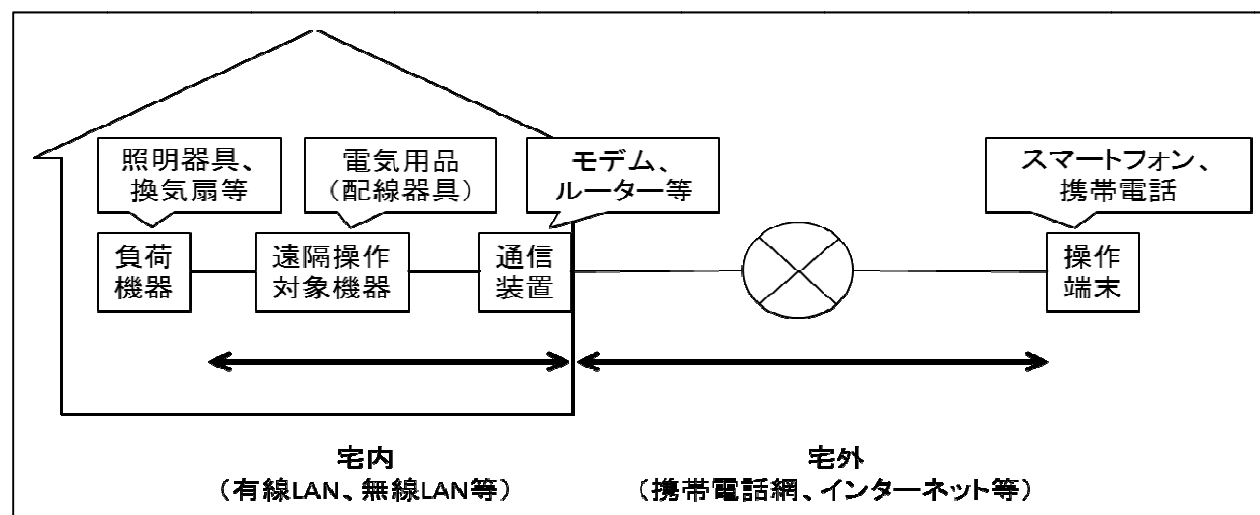 照明器具、
換気扇等
電気用品
(配線器具)
モデム、
ルーター等
スマートフォン、
携帯電話
負荷
機器
遠隔操作
対象機器
通信
装置
操作
端末
宅内
(有線LAN、無線LAN等)
宅外
(携帯電話網、インターネット等)